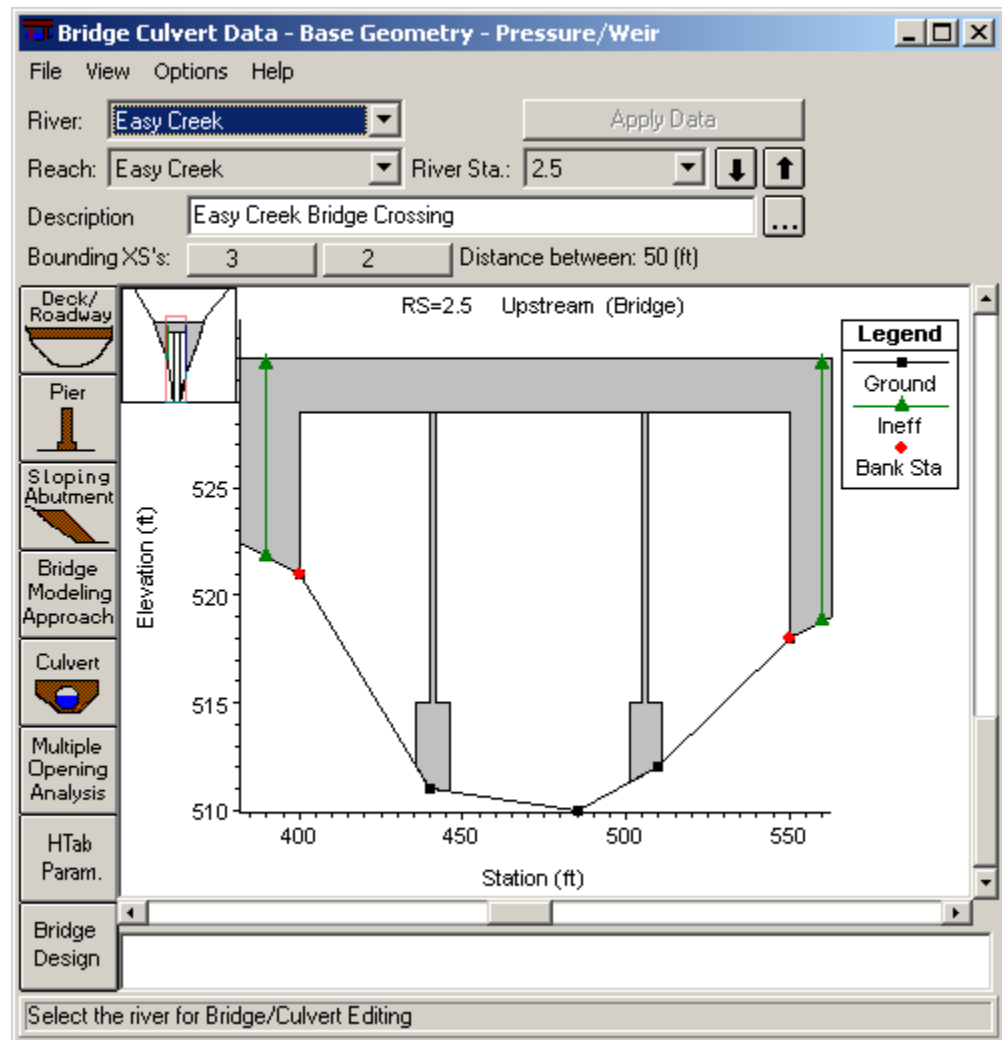 Bridge Culvert Data - Base Geometry - Pressure/Weir
File View Options Help
River: Easy Creek Apply Data
Reach: Easy Creek River Sta.: 2.5
Description Easy Creek Bridge Crossing ...
Bounding XS's: 3 2 Distance between: 50 (ft)
Deck/
Roadway
Pier
Sloping
Abutment
Bridge
Modeling
Approach
Culvert
Multiple
Opening
Analysis
HTab
Param.
Bridge
Design
RS=2.5 Upstream (Bridge)
Legend
Ground
Ineff
Bank Sta
Elevation (ft)
525
520
515
510
400 450 500 550
Station (ft)
Select the river for Bridge/Culvert Editing